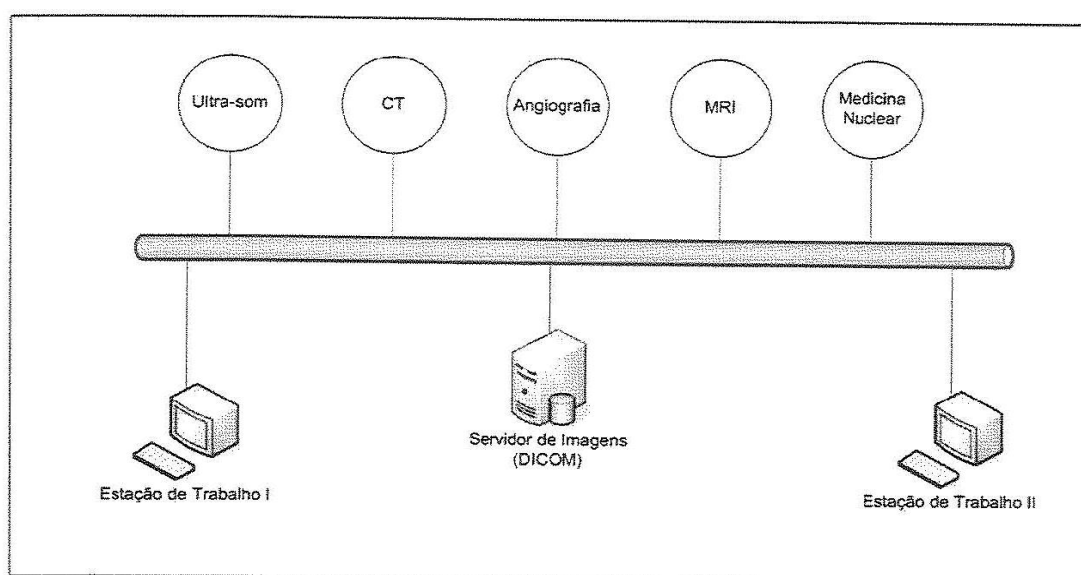 Ultra-som
CT
Angiografia
MRI
Medicina
Nuclear
Servidor de Imagens
(DICOM)
Estação de Trabalho I
Estação de Trabalho II